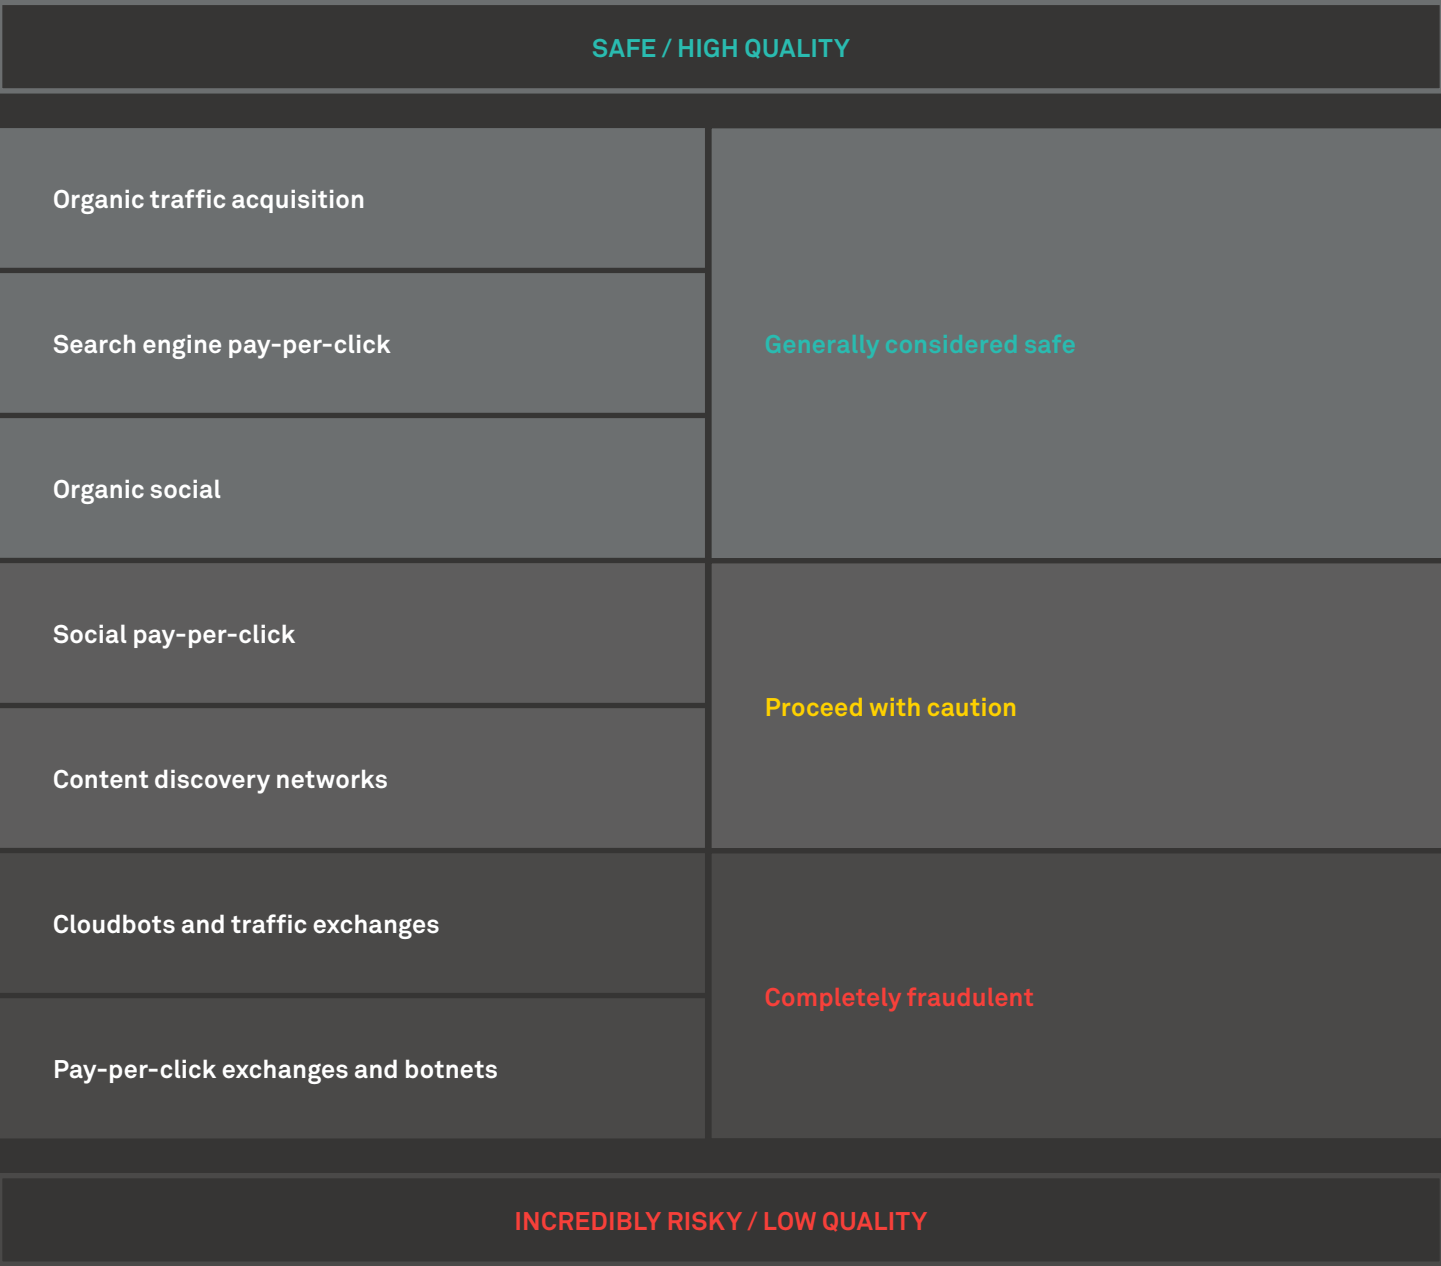 SAFE / HIGH QUALITY
Organic traffic acquisition
Search engine pay-per-click
Generally considered safe
Organic social
Social pay-per-click
Proceed with caution
Content discovery networks
Cloudbots and traffic exchanges
Completely fraudulent
Pay-per-click exchanges and botnets
INCREDIBLY RISKY / LOW QUALITY